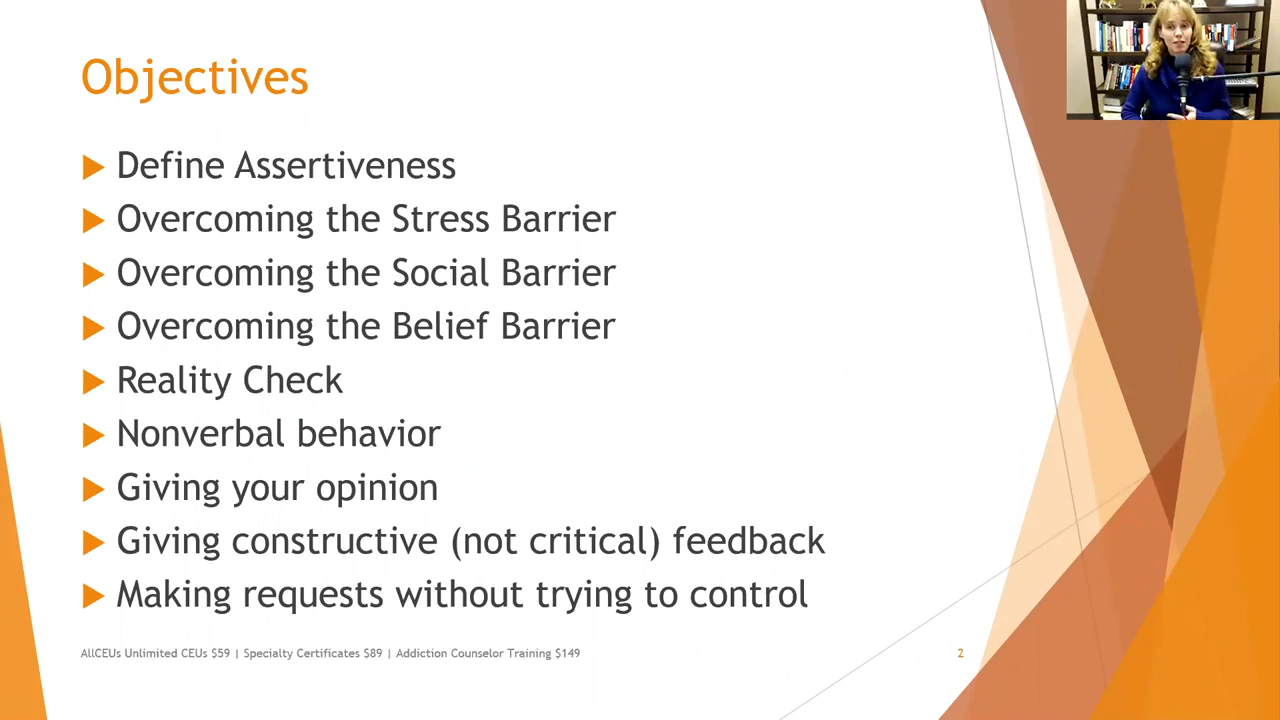 Objectives
Define Assertiveness
Overcoming the Stress Barrier
Overcoming the Social Barrier
Overcoming the Belief Barrier
Reality Check
Nonverbal behavior
Giving your opinion
Giving constructive (not critical) feedback
Making requests without trying to control
AllCEUs Unlimited CEUs $59 | Specialty Certificates $89 | Addiction Counselor Training $149
2